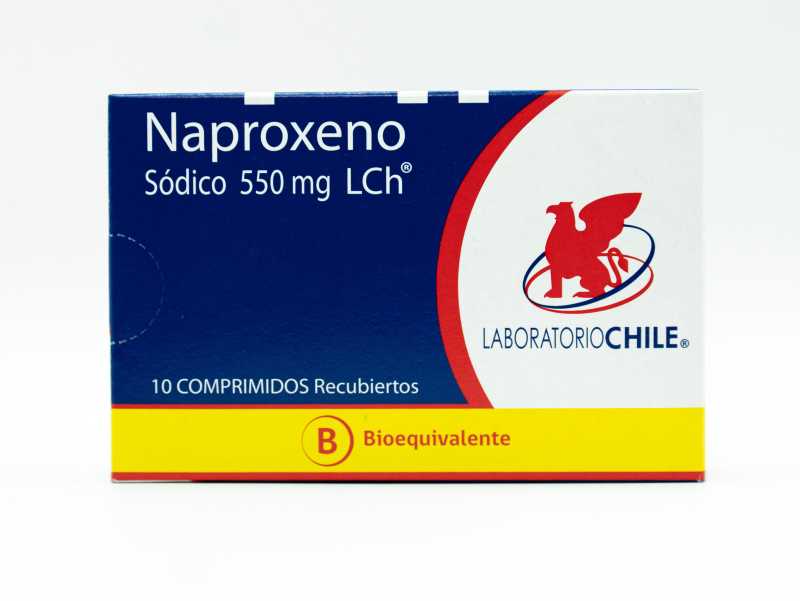 Naproxeno
Sódico 550 mg LCh®
LABORATORIOCHILE®
10 COMPRIMIDOS Recubiertos
B Bioequivalente